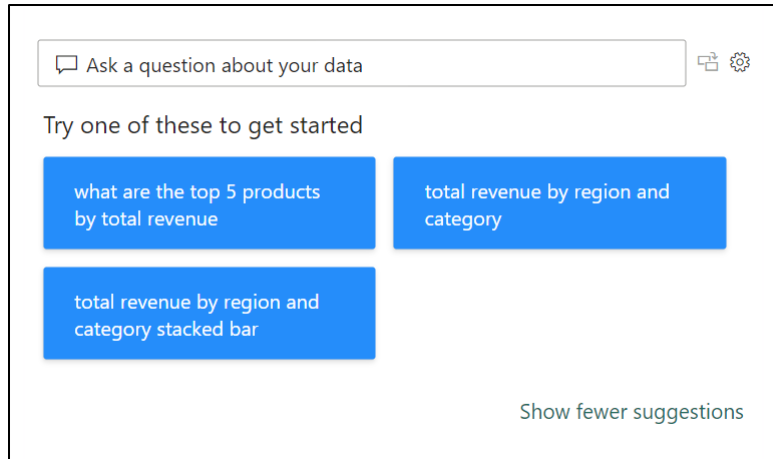 Ask a question about your data
Try one of these to get started
what are the top 5 products
by total revenue
total revenue by region and
category
total revenue by region and
category stacked bar
Show fewer suggestions